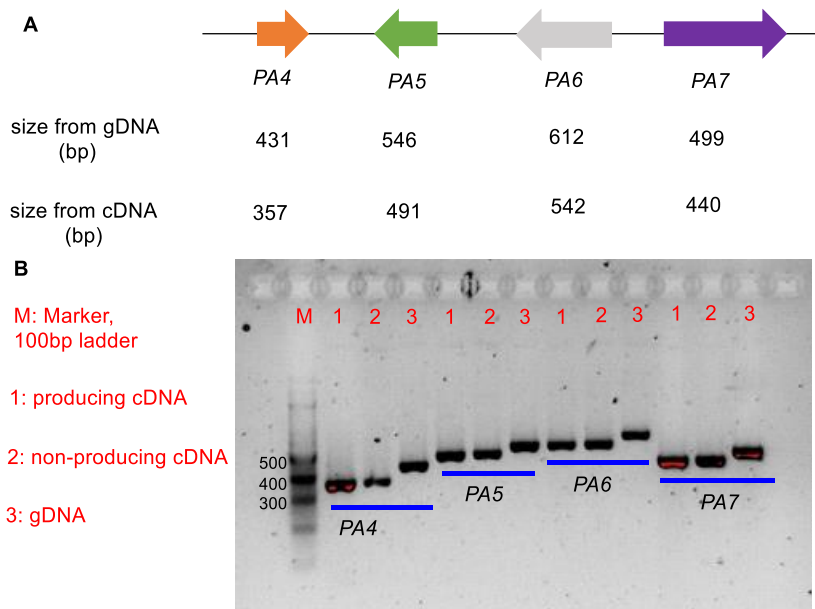 A
PA4 PA5 PA6 PA7
size from gDNA
(bp)
431 546 612 499
size from cDNA
(bp)
357 491 542 440
B
M: Marker,
100bp ladder
1: producing cDNA
2: non-producing cDNA
3: gDNA
M 1 2 3 1 2 3 1 2 3 1 2 3
500
400
300
PA4 PA5 PA6 PA7